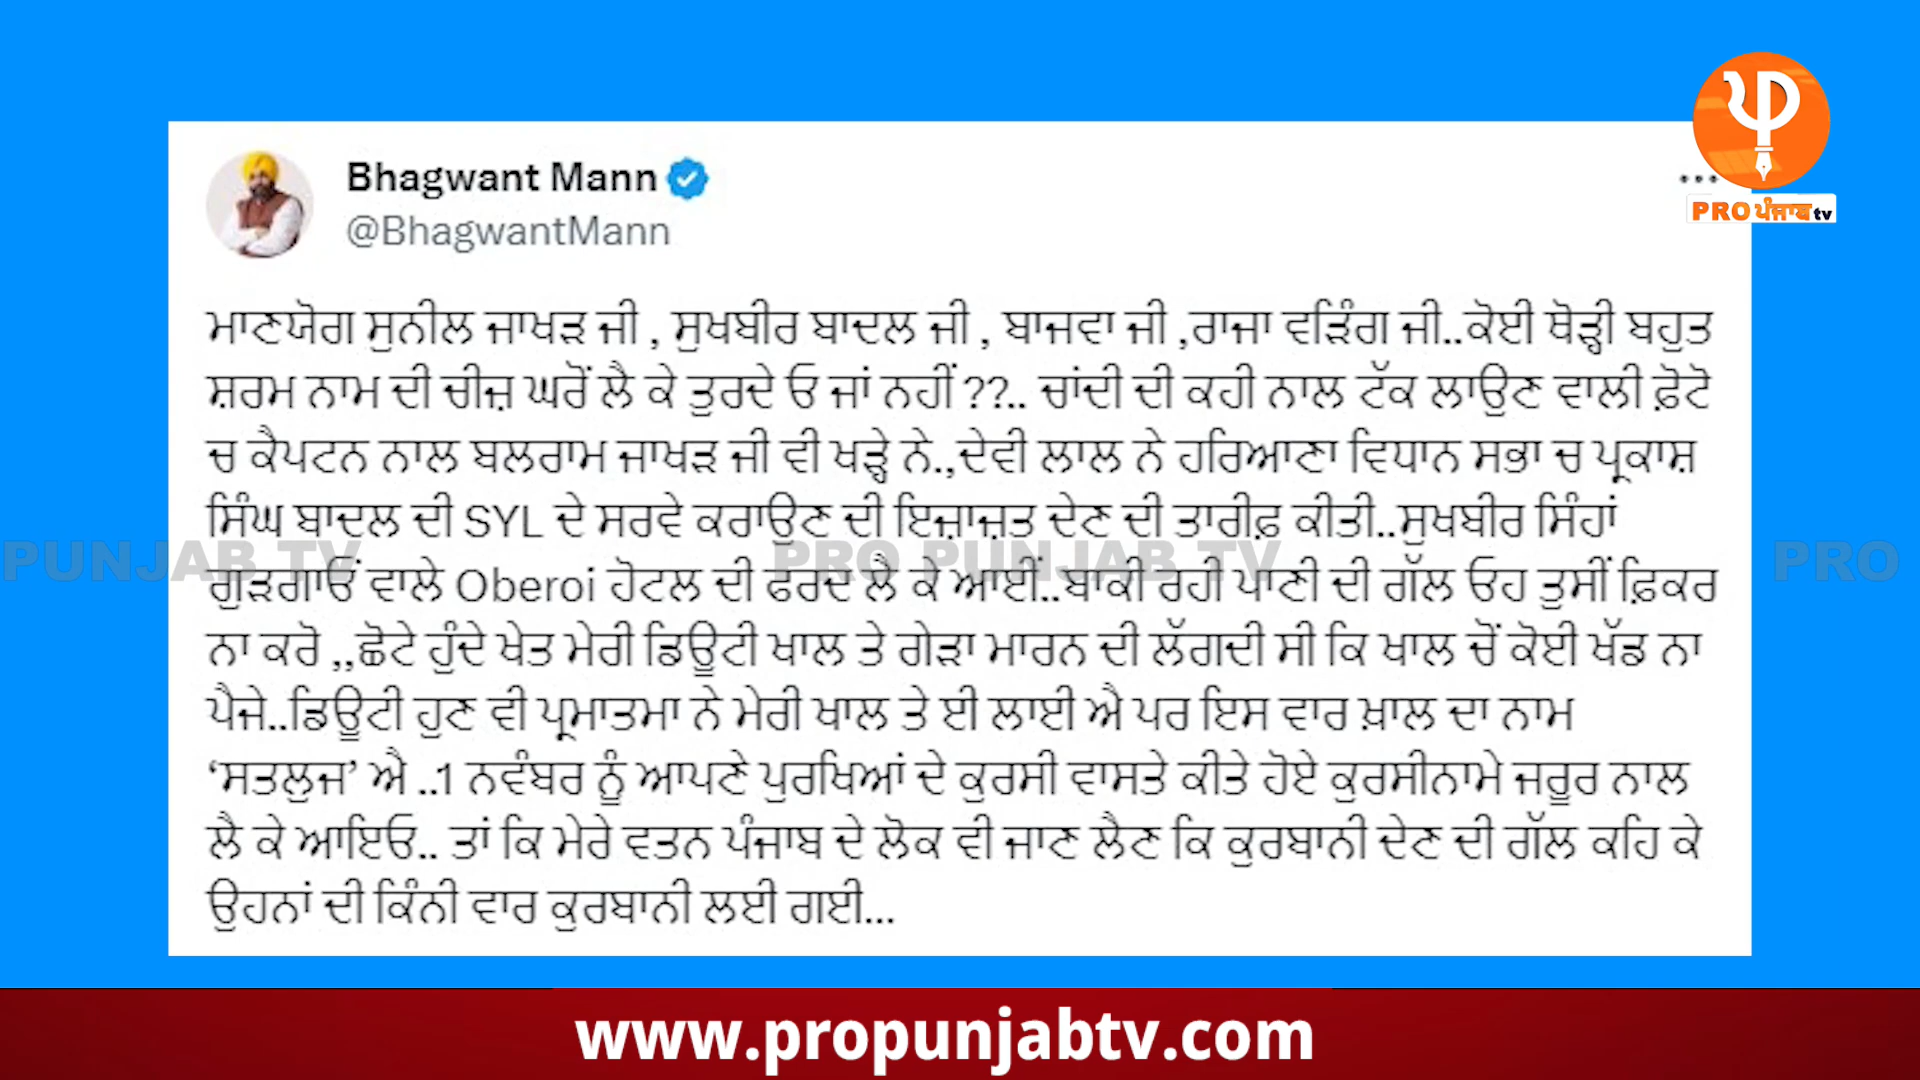 Bhagwant Mann
@BhagwantMann
...
PRO ਪੰਜਾਬ tv
ਮਾਣਯੋਗ ਸੁਨੀਲ ਜਾਖੜ ਜੀ , ਸੁਖਬੀਰ ਬਾਦਲ ਜੀ , ਬਾਜਵਾ ਜੀ ,ਰਾਜਾ ਵੜਿੰਗ ਜੀ..ਕੋਈ ਥੋੜ੍ਹੀ ਬਹੁਤ
ਸ਼ਰਮ ਨਾਮ ਦੀ ਚੀਜ਼ ਘਰੋਂ ਲੈ ਕੇ ਤੁਰਦੇ ਓ ਜਾਂ ਨਹੀਂ ??.. ਚਾਂਦੀ ਦੀ ਕਹੀ ਨਾਲ ਟੱਕ ਲਾਉਣ ਵਾਲੀ ਫ਼ੋਟੋ
ਚ ਕੈਪਟਨ ਨਾਲ ਬਲਰਾਮ ਜਾਖੜ ਜੀ ਵੀ ਖੜ੍ਹੇ ਨੇ.,ਦੇਵੀ ਲਾਲ ਨੇ ਹਰਿਆਣਾ ਵਿਧਾਨ ਸਭਾ ਚ ਪ੍ਰਕਾਸ਼
ਸਿੰਘ ਬਾਦਲ ਦੀ SYL ਦੇ ਸਰਵੇ ਕਰਾਉਣ ਦੀ ਇਜ਼ਾਜ਼ਤ ਦੇਣ ਦੀ ਤਾਰੀਫ਼ ਕੀਤੀ..ਸੁਖਬੀਰ ਸਿੰਹਾਂ
PUNJAB TV PRO PUNJAB TV PRO
ਗੁੜਗਾਓਂ ਵਾਲੇ Oberoi ਹੋਟਲ ਦੀ ਫਰਦ ਲੈ ਕੇ ਆਈਂ..ਬਾਕੀ ਰਹੀ ਪਾਣੀ ਦੀ ਗੱਲ ਓਹ ਤੁਸੀਂ ਫ਼ਿਕਰ
ਨਾ ਕਰੋ ,,ਛੋਟੇ ਹੁੰਦੇ ਖੇਤ ਮੇਰੀ ਡਿਊਟੀ ਖਾਲ ਤੇ ਗੇੜਾ ਮਾਰਨ ਦੀ ਲੱਗਦੀ ਸੀ ਕਿ ਖਾਲ ਚੋਂ ਕੋਈ ਖੱਡ ਨਾ
ਪੈਜੇ..ਡਿਊਟੀ ਹੁਣ ਵੀ ਪ੍ਰਮਾਤਮਾ ਨੇ ਮੇਰੀ ਖਾਲ ਤੇ ਈ ਲਾਈ ਐ ਪਰ ਇਸ ਵਾਰ ਖ਼ਾਲ ਦਾ ਨਾਮ
‘ਸਤਲੁਜ’ ਐ ..1 ਨਵੰਬਰ ਨੂੰ ਆਪਣੇ ਪੁਰਖਿਆਂ ਦੇ ਕੁਰਸੀ ਵਾਸਤੇ ਕੀਤੇ ਹੋਏ ਕੁਰਸੀਨਾਮੇ ਜਰੂਰ ਨਾਲ
ਲੈ ਕੇ ਆਇਓ.. ਤਾਂ ਕਿ ਮੇਰੇ ਵਤਨ ਪੰਜਾਬ ਦੇ ਲੋਕ ਵੀ ਜਾਣ ਲੈਣ ਕਿ ਕੁਰਬਾਨੀ ਦੇਣ ਦੀ ਗੱਲ ਕਹਿ ਕੇ
ਉਹਨਾਂ ਦੀ ਕਿੰਨੀ ਵਾਰ ਕੁਰਬਾਨੀ ਲਈ ਗਈ...
www.propunjabtv.com